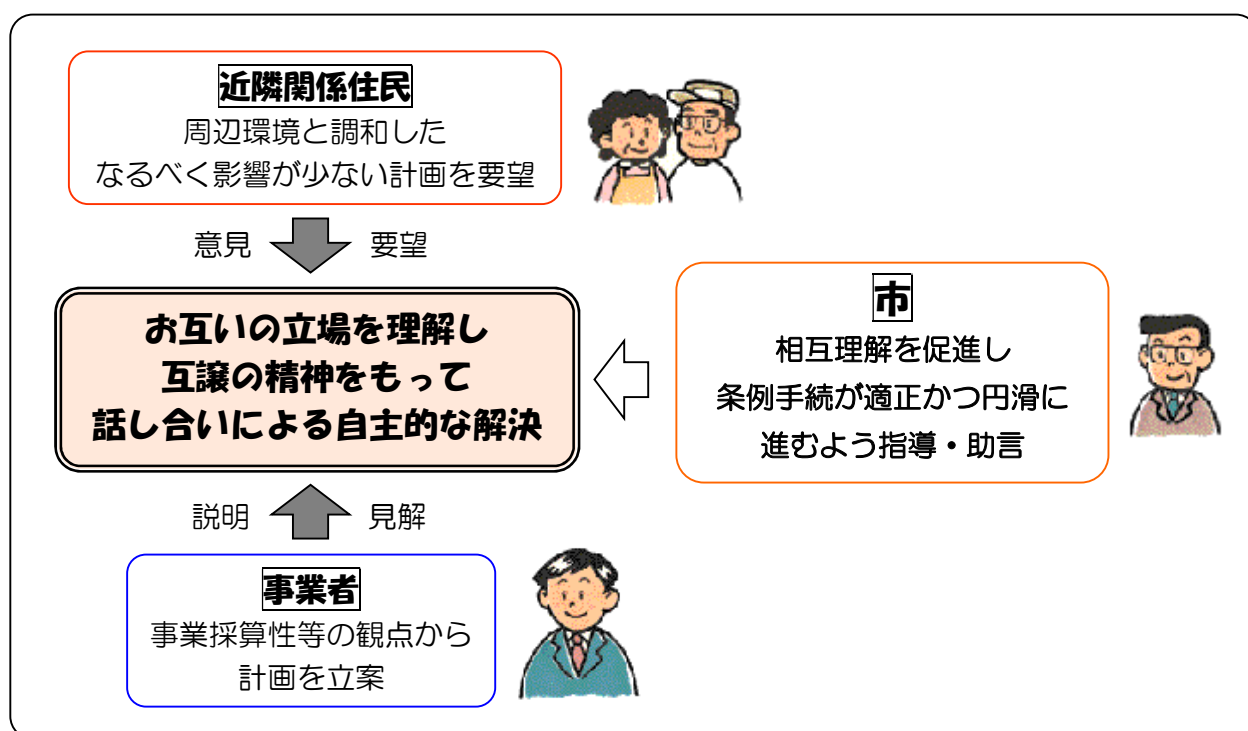 近隣関係住民
周辺環境と調和した
なるべく影響が少ない計画を要望
意見 要望
お互いの立場を理解し
互譲の精神をもって
話し合いによる自主的な解決
市
相互理解を促進し
条例手続が適正かつ円滑に
進むよう指導・助言
説明 見解
事業者
事業採算性等の観点から
計画を立案